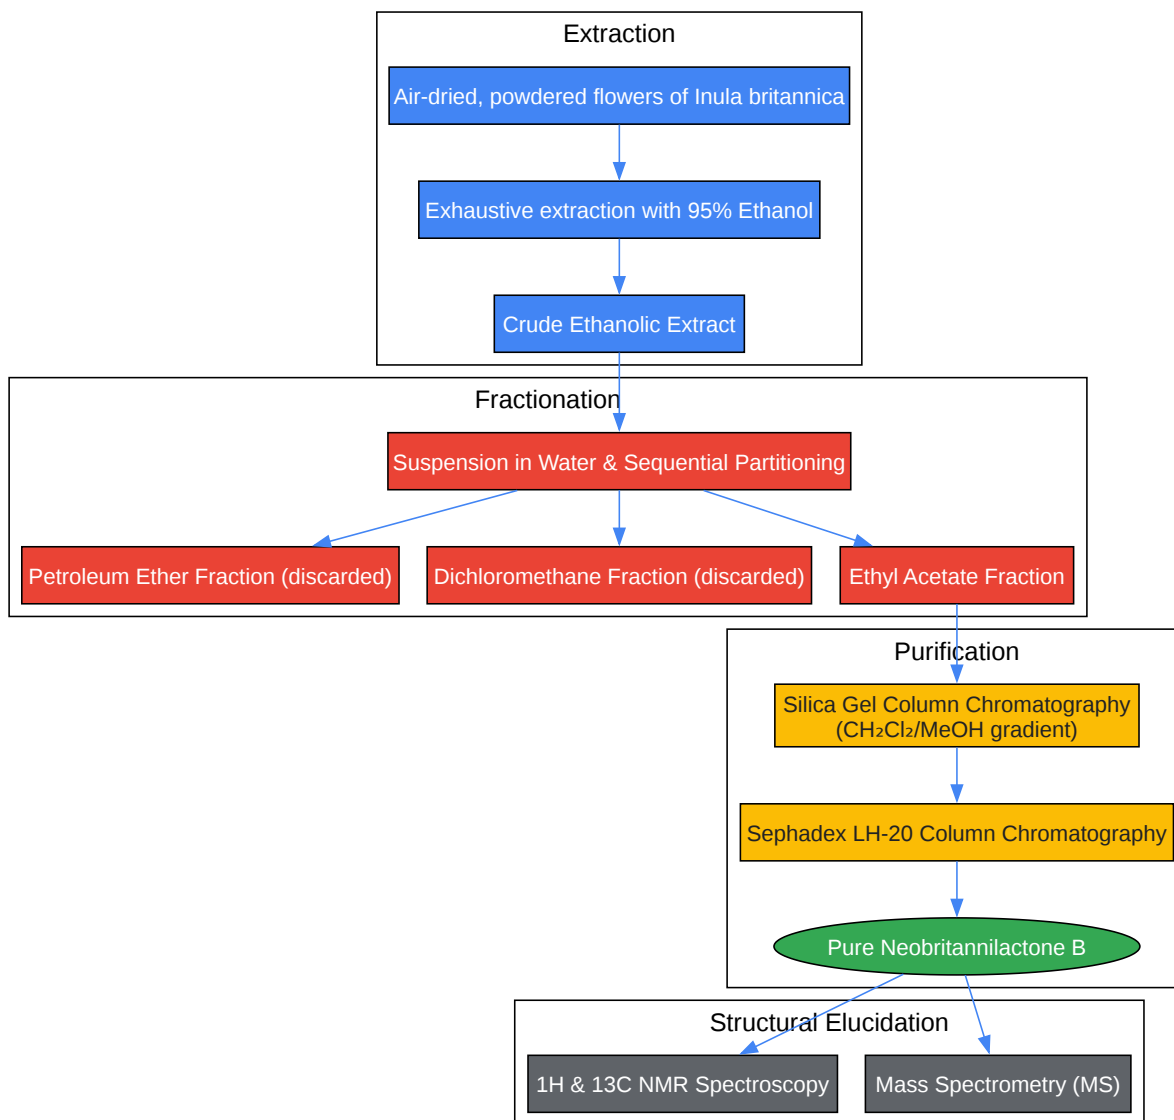 Extraction
Air-dried, powdered flowers of Inula britannica
Exhaustive extraction with 95% Ethanol
Crude Ethanolic Extract
Fractionation
Suspension in Water & Sequential Partitioning
Petroleum Ether Fraction (discarded)
Dichloromethane Fraction (discarded)
Ethyl Acetate Fraction
Purification
Silica Gel Column Chromatography
(CH₂Cl₂/MeOH gradient)
Sephadex LH-20 Column Chromatography
Pure Neobritannilactone B
Structural Elucidation
1H & 13C NMR Spectroscopy
Mass Spectrometry (MS)